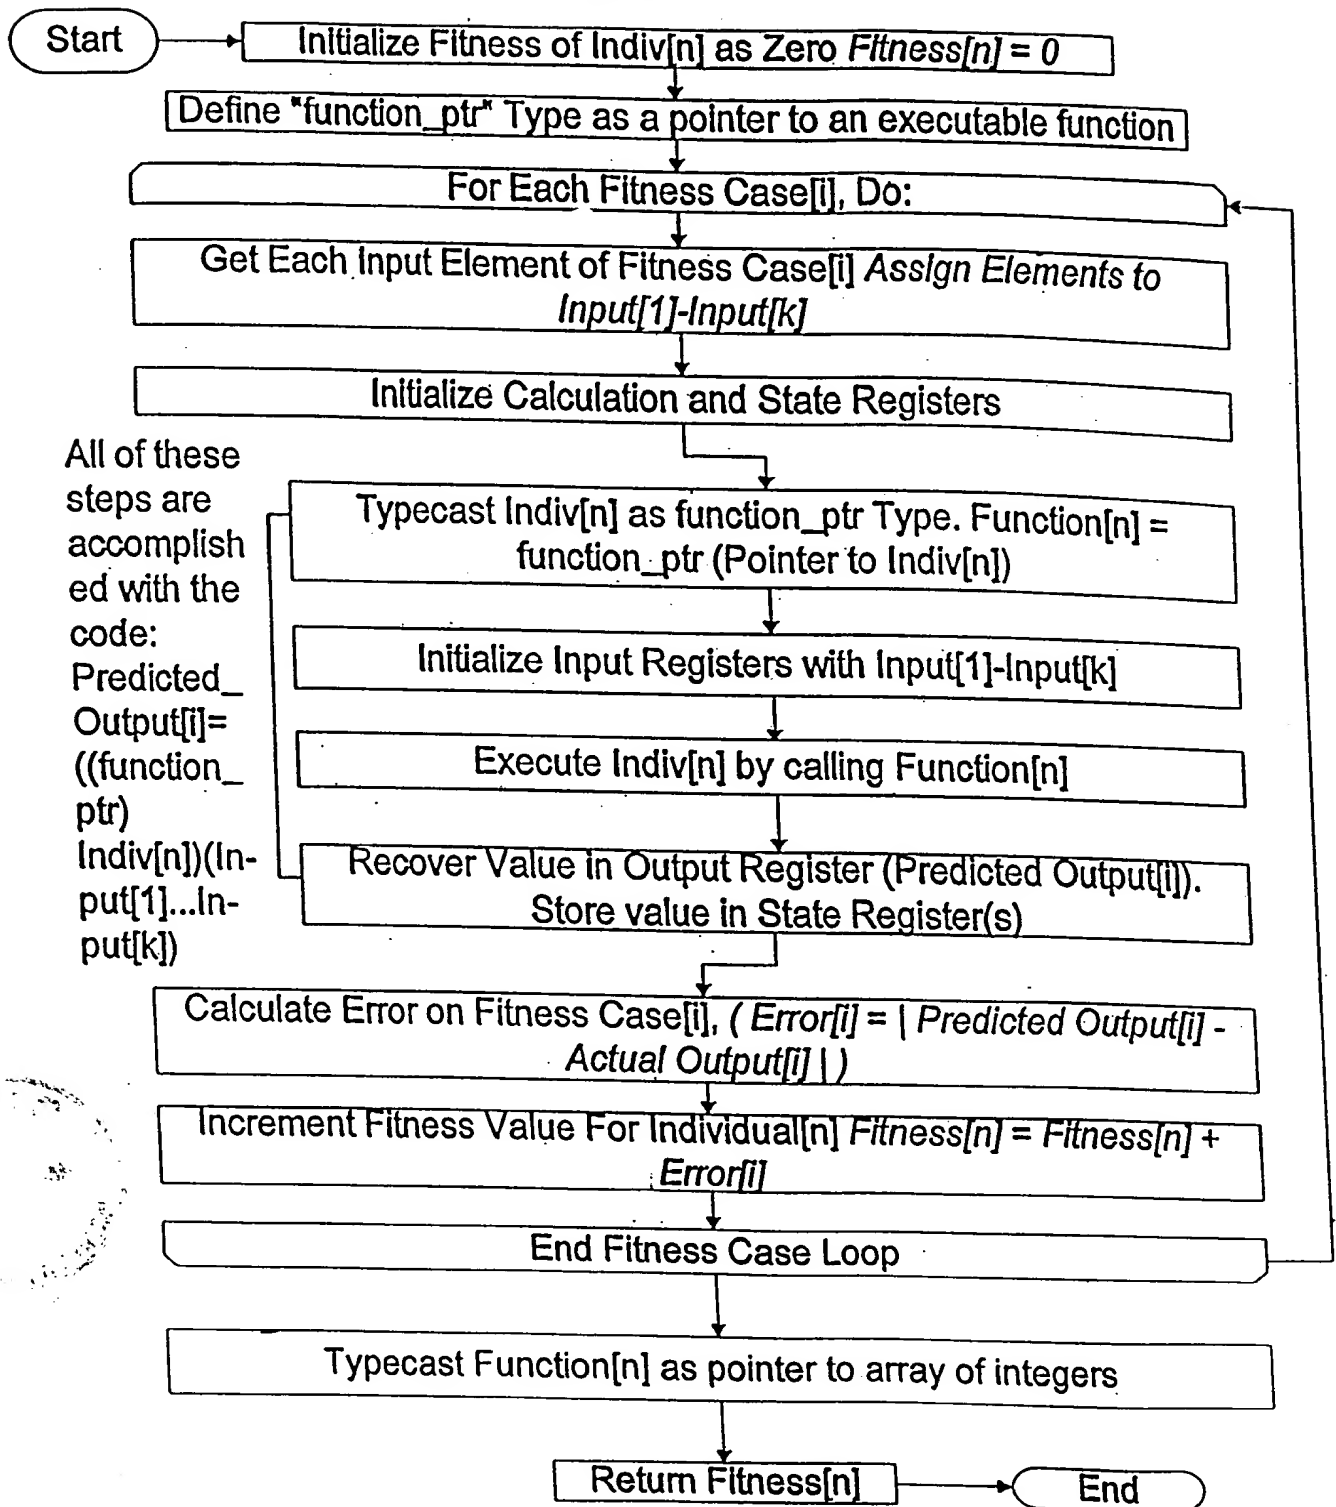 Start
Initialize Fitness of Indiv[n] as Zero Fitness[n] = 0
Define "function_ptr" Type as a pointer to an executable function
For Each Fitness Case[i], Do:
Get Each Input Element of Fitness Case[i] Assign Elements to
Input[1]-Input[k]
Initialize Calculation and State Registers
All of these
steps are
accomplish
ed with the
code:
Predicted_
Output[i]=
((function_
ptr)
Indiv[n])(In-
put[1]...In-
put[k])
Typecast Indiv[n] as function_ptr Type. Function[n] =
function_ptr (Pointer to Indiv[n])
Initialize Input Registers with Input[1]-Input[k]
Execute Indiv[n] by calling Function[n]
Recover Value in Output Register (Predicted Output[i]).
Store value in State Register(s)
Calculate Error on Fitness Case[i], ( Error[i] = | Predicted Output[i] -
Actual Output[i] | )
Increment Fitness Value For Individual[n] Fitness[n] = Fitness[n] +
Error[i]
End Fitness Case Loop
Typecast Function[n] as pointer to array of integers
Return Fitness[n]
End